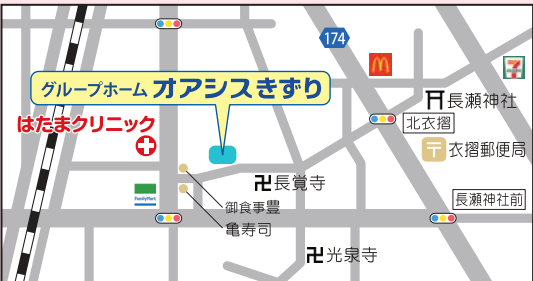 174
グループホーム オアシスきずり
はたまクリニック
長瀬神社
北衣摺
衣摺郵便局
長覚寺
FamilyMart
御食事豊
亀寿司
長瀬神社前
光泉寺